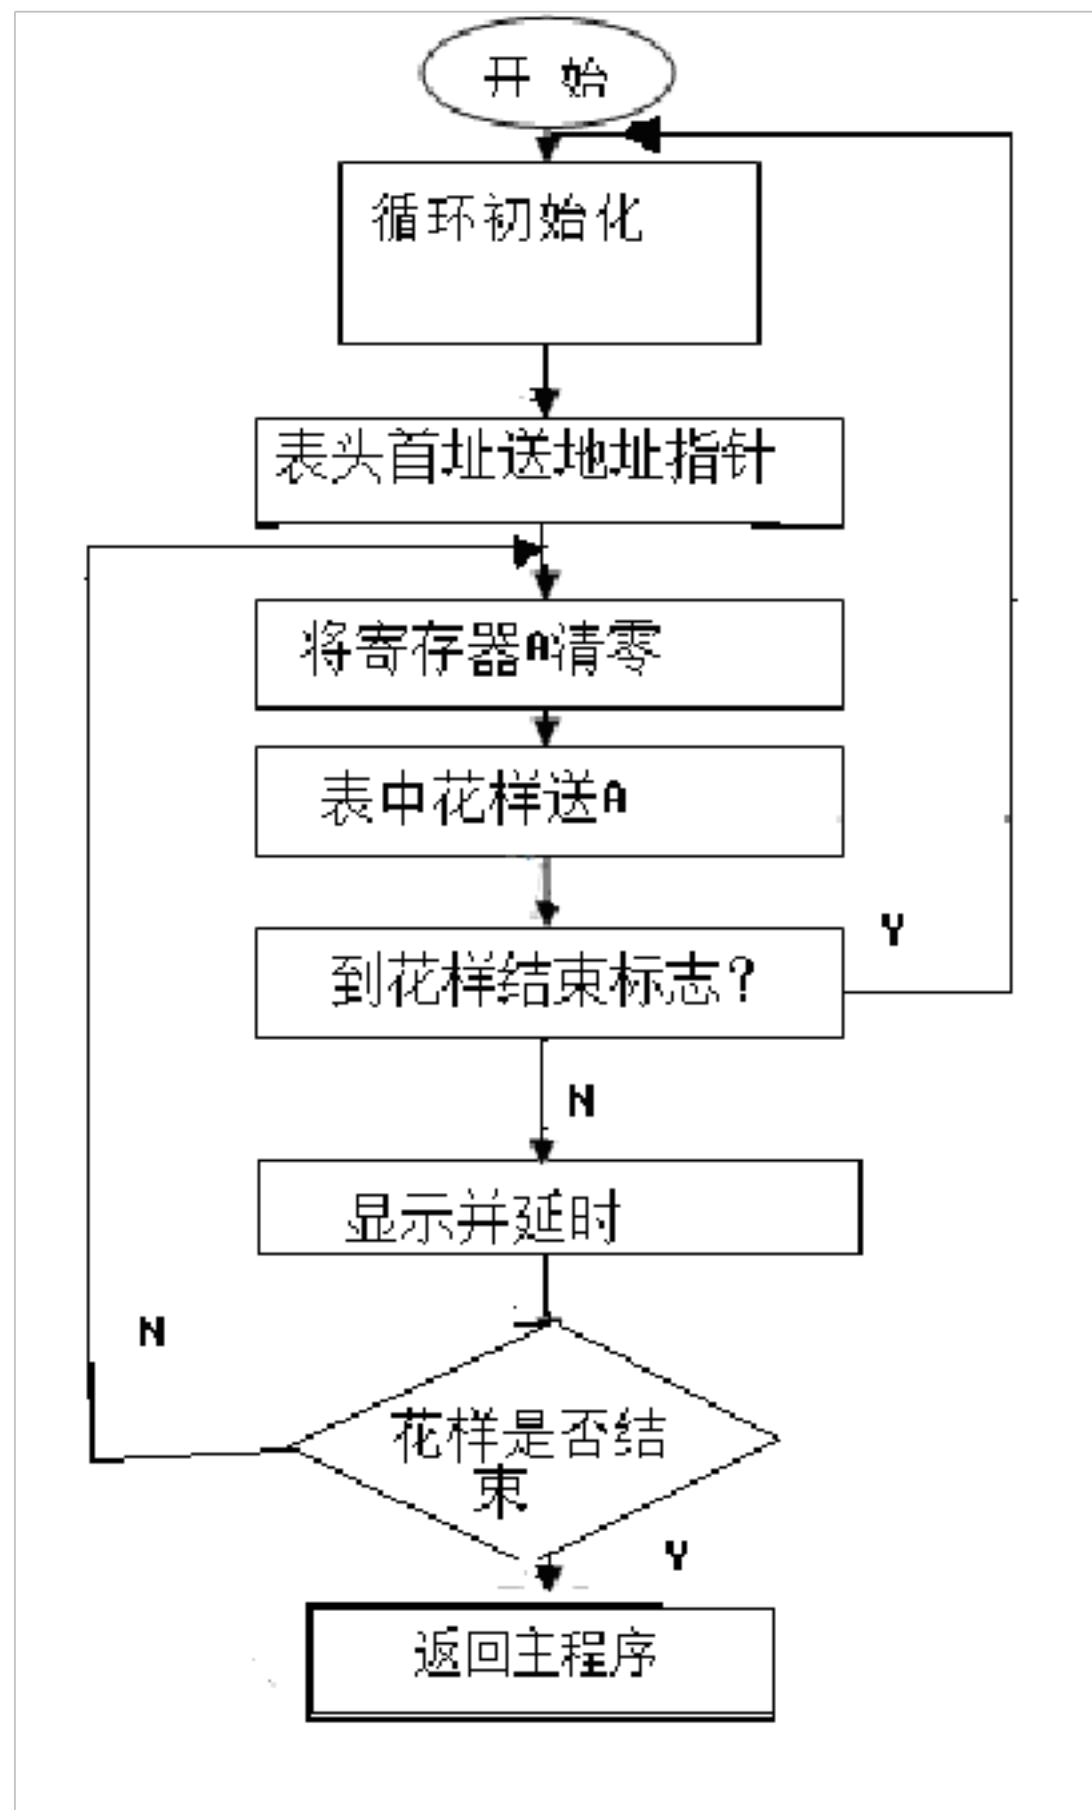 开 始
循环初始化
表头首址送地址指针
将寄存器A清零
表中花样送A
Y
到花样结束标志?
N
显示并延时
N
花样是否结
束
Y
返回主程序